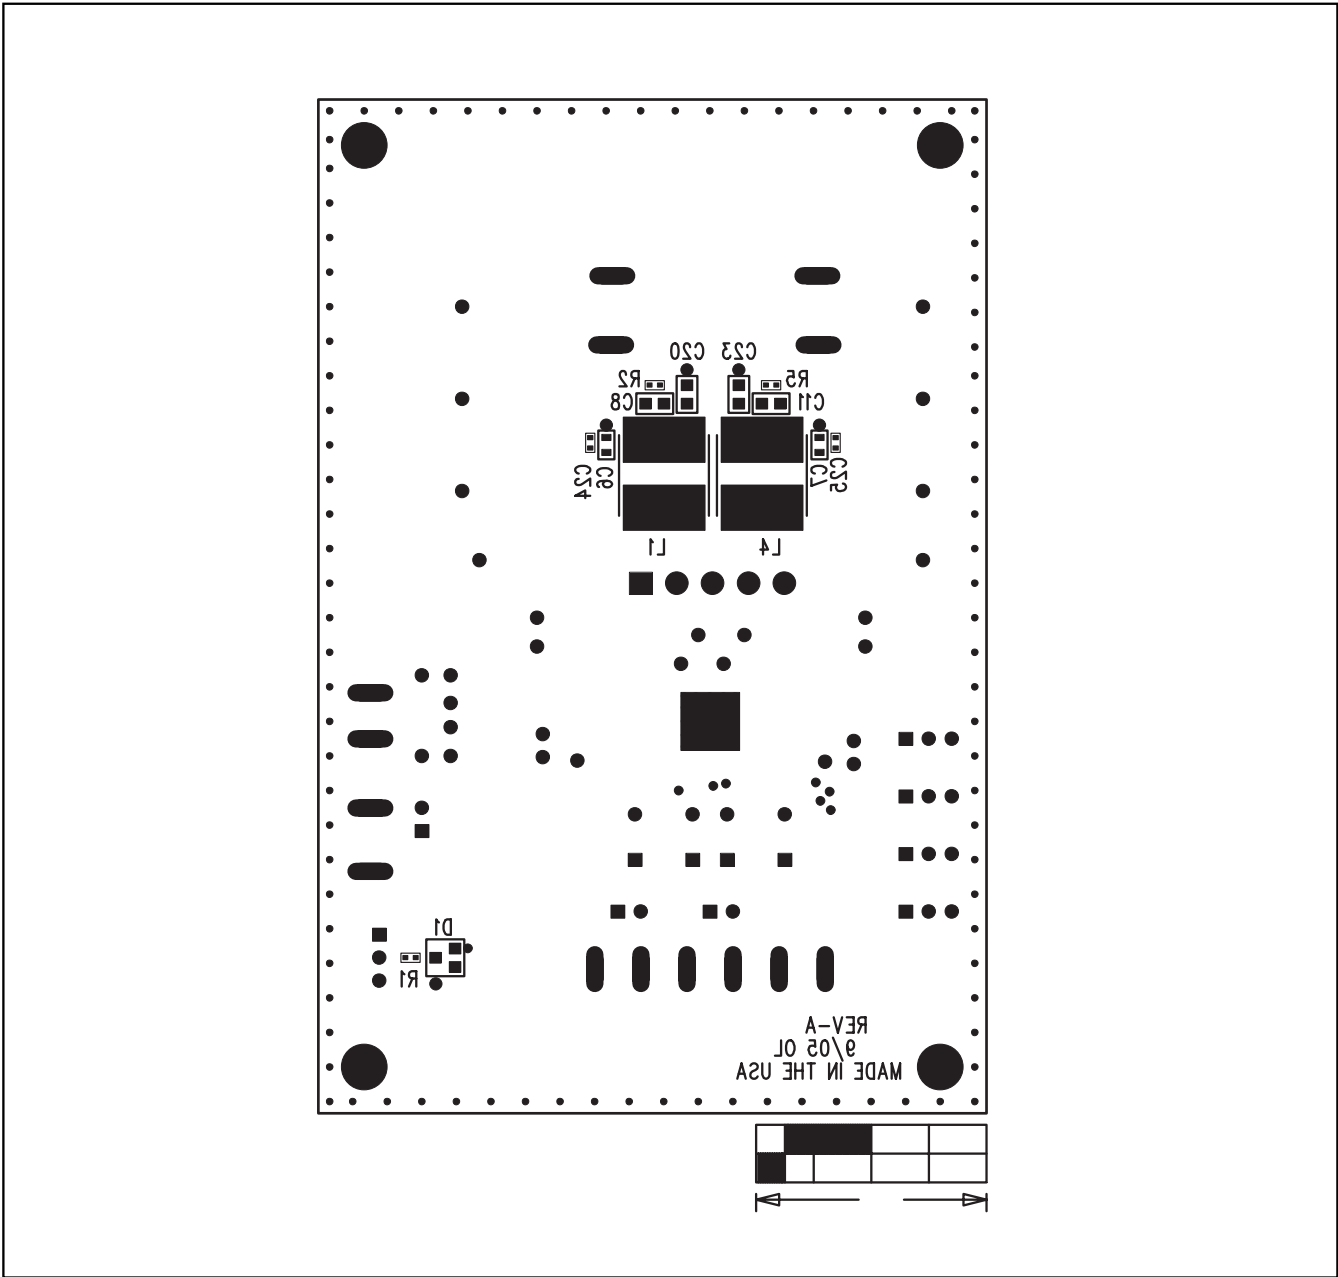 C20
C23
R2
R5
C8
C11
C24
C6
C7
C25
L1
L4
D1
R1
REV-A
9/05 OL
MADE IN THE USA